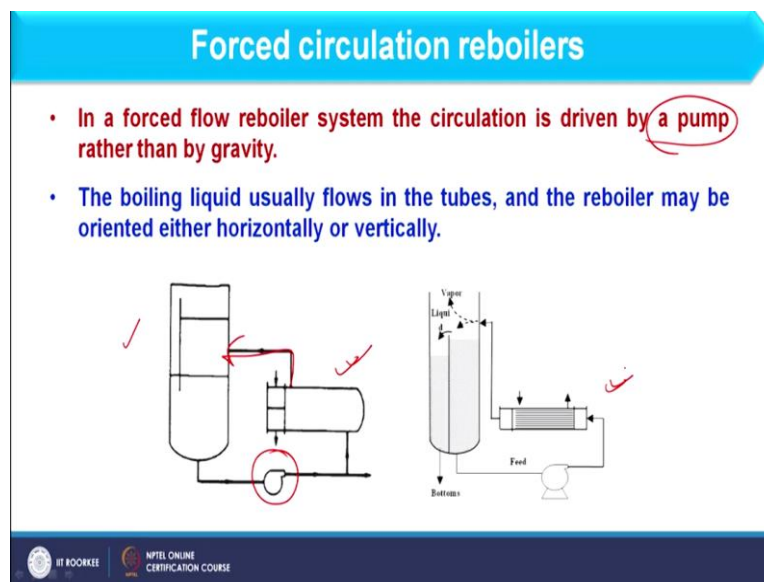 Forced circulation reboilers
• In a forced flow reboiler system the circulation is driven by a pump
rather than by gravity.
• The boiling liquid usually flows in the tubes, and the reboiler may be
oriented either horizontally or vertically.
Vapor
Liqui
d
Feed
Bottoms
IIT ROORKEE
NPTEL ONLINE
CERTIFICATION COURSE